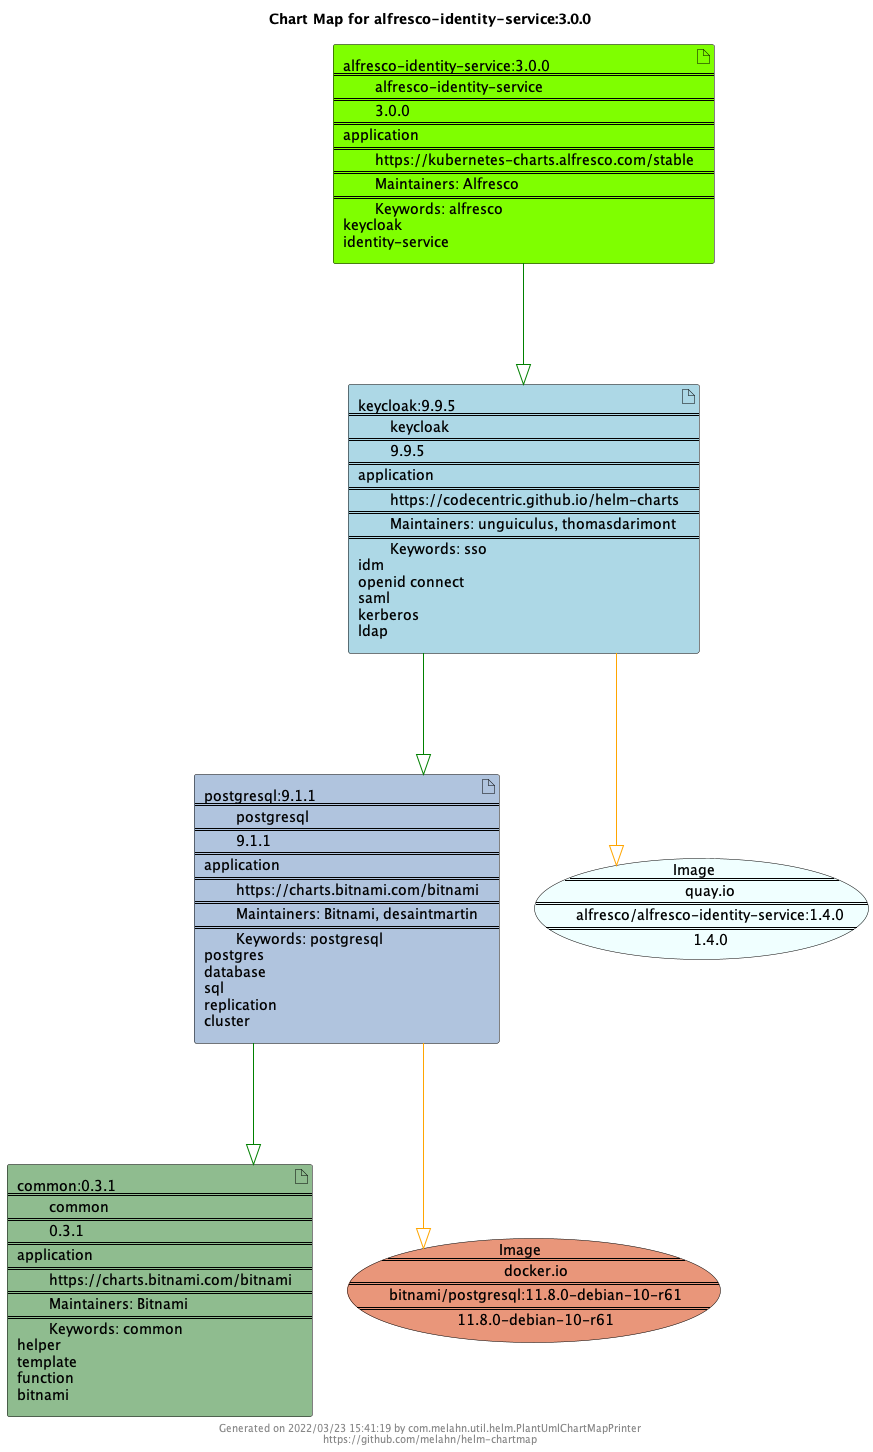 Chart Map for alfresco-identity-service:3.0.0
alfresco-identity-service:3.0.0
alfresco-identity-service
3.0.0
application
https://kubernetes-charts.alfresco.com/stable
Maintainers: Alfresco
Keywords: alfresco
keycloak
identity-service
keycloak:9.9.5
keycloak
9.9.5
application
https://codecentric.github.io/helm-charts
Maintainers: unguiculus, thomasdarimont
Keywords: sso
idm
openid connect
saml
kerberos
ldap
postgresql:9.1.1
postgresql
9.1.1
application
https://charts.bitnami.com/bitnami
Maintainers: Bitnami, desaintmartin
Keywords: postgresql
postgres
database
sql
replication
cluster
Image
quay.io
alfresco/alfresco-identity-service:1.4.0
1.4.0
common:0.3.1
common
0.3.1
application
https://charts.bitnami.com/bitnami
Maintainers: Bitnami
Keywords: common
helper
template
function
bitnami
Image
docker.io
bitnami/postgresql:11.8.0-debian-10-r61
11.8.0-debian-10-r61
Generated on 2022/03/23 15:41:19 by com.melahn.util.helm.PlantUmlChartMapPrinter
https://github.com/melahn/helm-chartmap